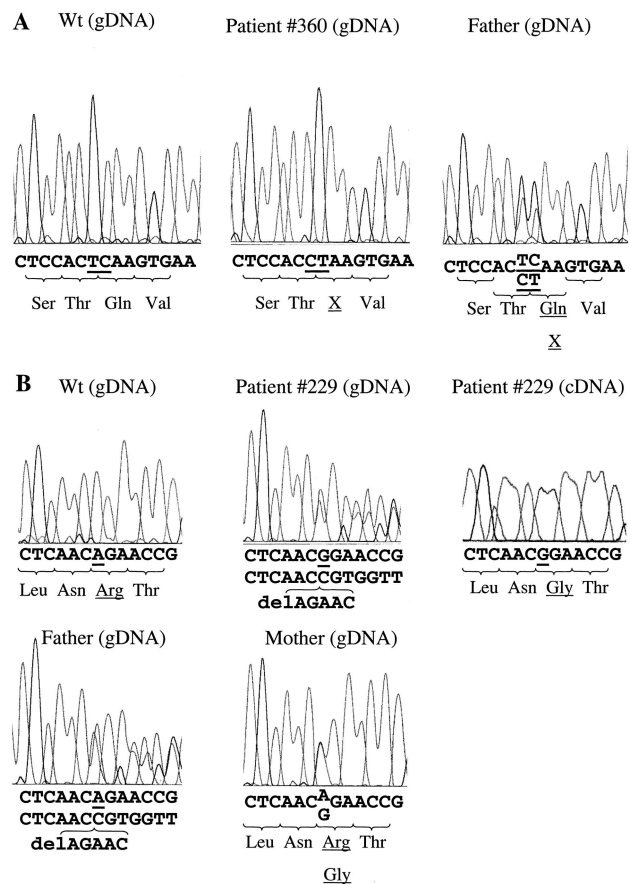 A
Wt (gDNA)
Patient #360 (gDNA)
Father (gDNA)
CTCCACTCAAGTGAA
Ser Thr Gln Val
CTCCACCTAAGTGAA
Ser Thr X Val
CTCCACTCAAGTGAA
CT
Ser Thr Gln Val
X
B
Wt (gDNA)
Patient #229 (gDNA)
Patient #229 (cDNA)
CTCAACAGAACCG
Leu Asn Arg Thr
CTCAACGGAACCG
CTCAACCGTGGTT
delAGAAC
CTCAACGGAACCG
Leu Asn Gly Thr
Father (gDNA)
Mother (gDNA)
CTCAACAGAACCG
CTCAACCGTGGTT
delAGAAC
CTCAACAGAACCG
G
Leu Asn Arg Thr
Gly